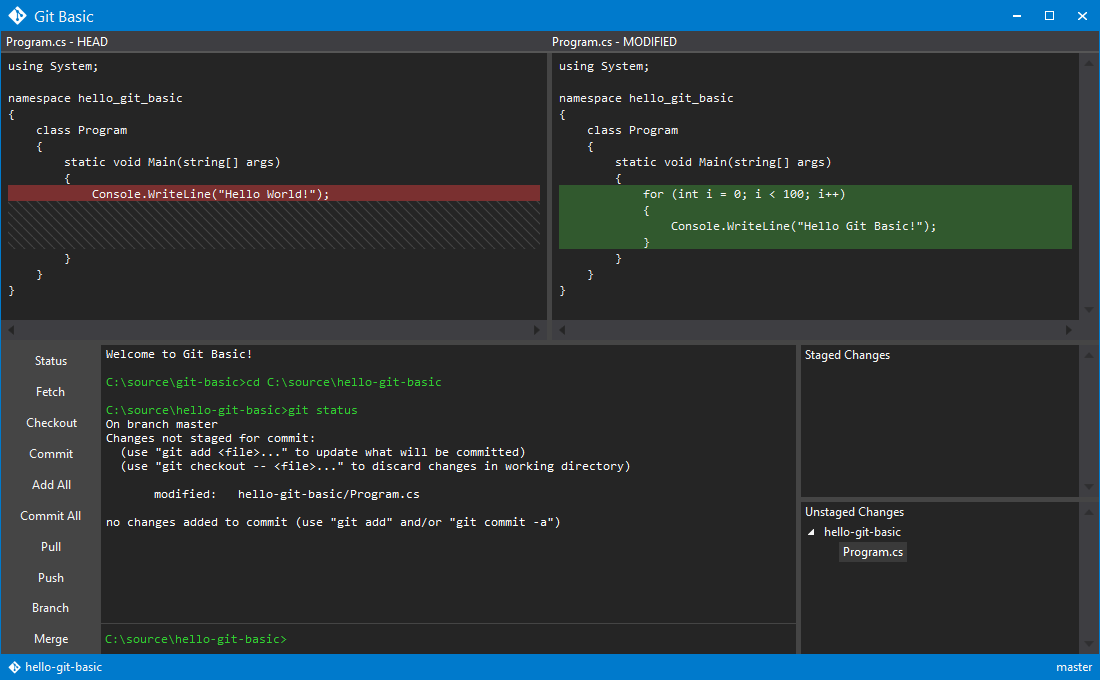 Git Basic
Program.cs - HEAD
using System;
namespace hello_git_basic
{
    class Program
    {
        static void Main(string[] args)
        {
            Console.WriteLine("Hello World!");
        }
    }
}
Program.cs - MODIFIED
using System;
namespace hello_git_basic
{
    class Program
    {
        static void Main(string[] args)
        {
            for (int i = 0; i < 100; i++)
            {
                Console.WriteLine("Hello Git Basic!");
            }
        }
    }
}
Status
Fetch
Checkout
Commit
Add All
Commit All
Pull
Push
Branch
Merge
Welcome to Git Basic!
C:\source\git-basic>cd C:\source\hello-git-basic
C:\source\hello-git-basic>git status
On branch master
Changes not staged for commit:
  (use "git add <file>..." to update what will be committed)
  (use "git checkout -- <file>..." to discard changes in working directory)
modified:   hello-git-basic/Program.cs
no changes added to commit (use "git add" and/or "git commit -a")
C:\source\hello-git-basic>
Staged Changes
Unstaged Changes
hello-git-basic
Program.cs
hello-git-basic
master